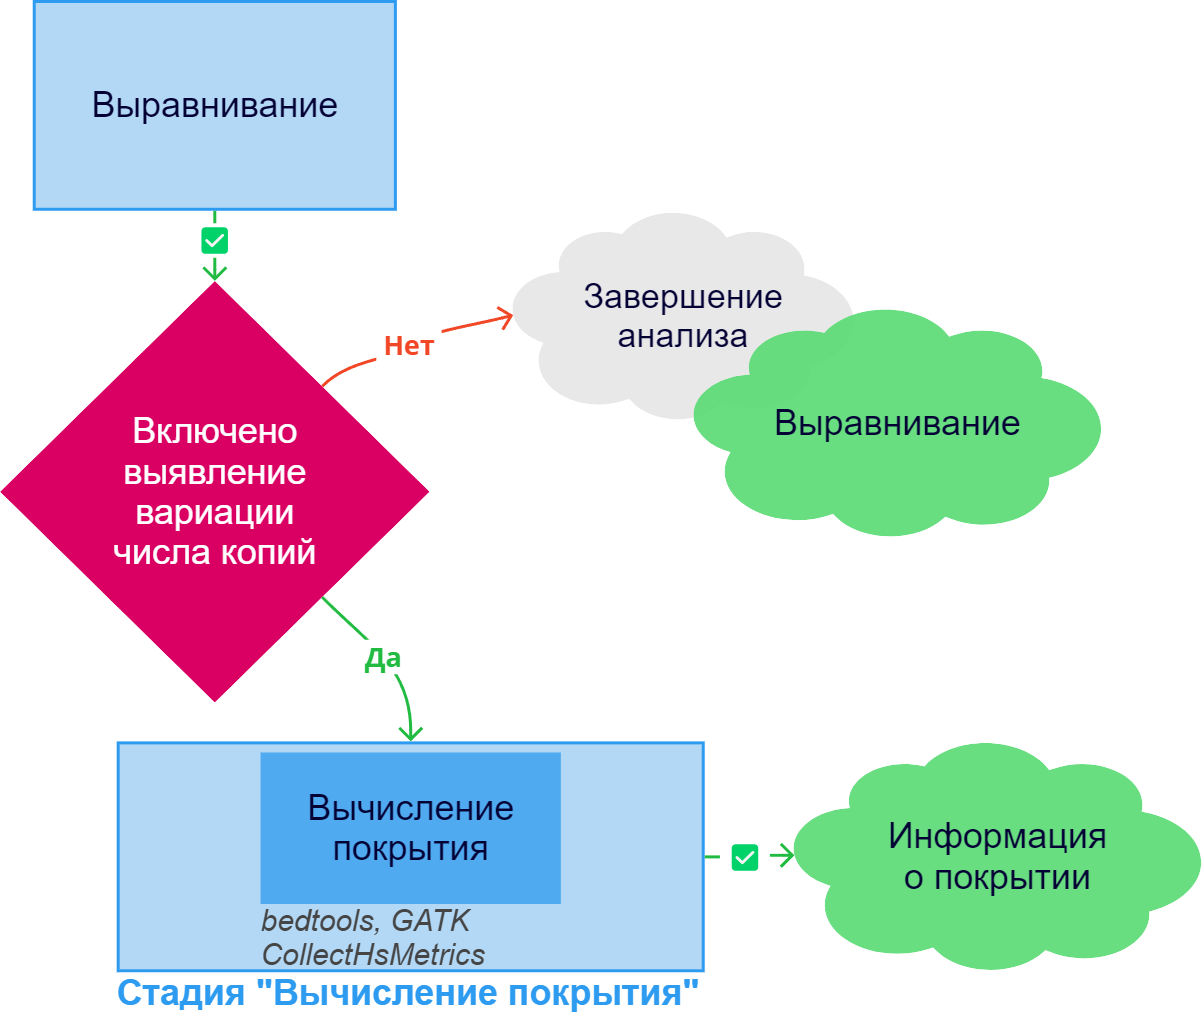 Выравнивание
Завершение
анализа
Нет
Выравнивание
Включено
выявление
вариации
числа копий
Да
Вычисление
покрытия
bedtools, GATK
CollectHsMetrics
Информация
о покрытии
Стадия "Вычисление покрытия"